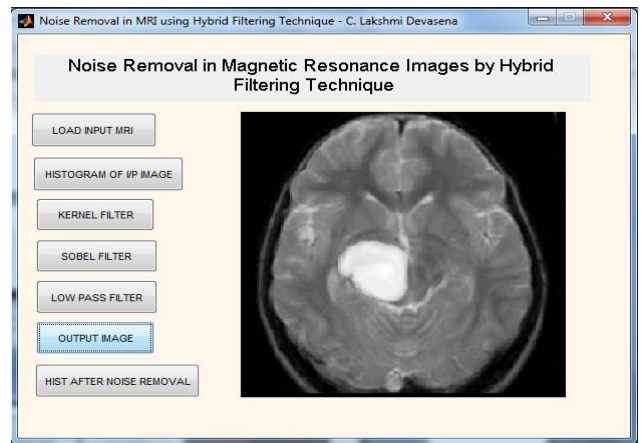 Noise Removal in MRI using Hybrid Filtering Technique - C. Lakshmi Devasena
Noise Removal in Magnetic Resonance Images by Hybrid
Filtering Technique
LOAD INPUT MRI
HISTOGRAM OF I/P IMAGE
KERNEL FILTER
SOBEL FILTER
LOW PASS FILTER
OUTPUT IMAGE
HIST AFTER NOISE REMOVAL